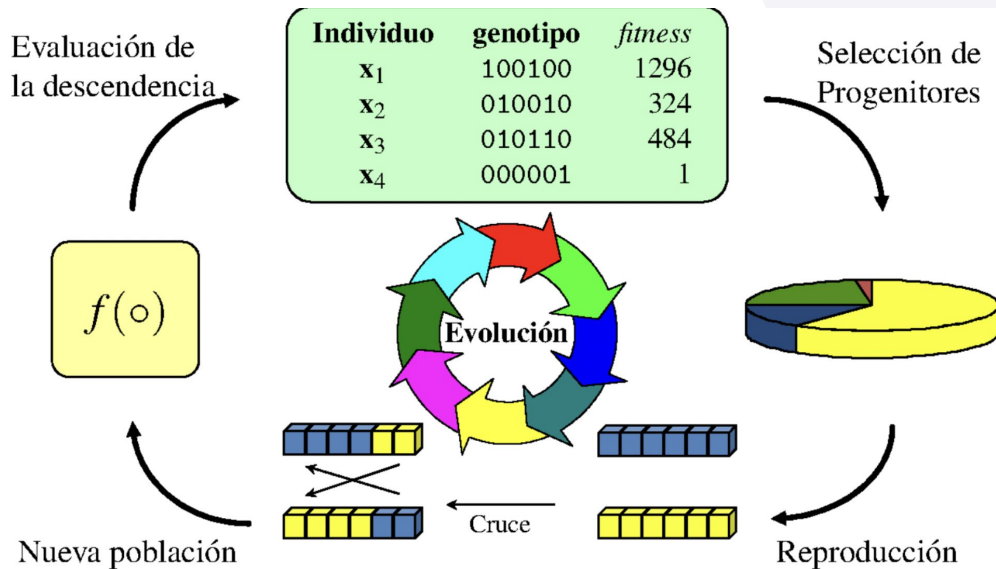 Evaluación de
la descendencia
Individuo genotipo fitness
x1 100100 1296
x2 010010 324
x3 010110 484
x4 000001 1
Selección de
Progenitores
f(∘)
Evolución
Cruce
Nueva población
Reproducción